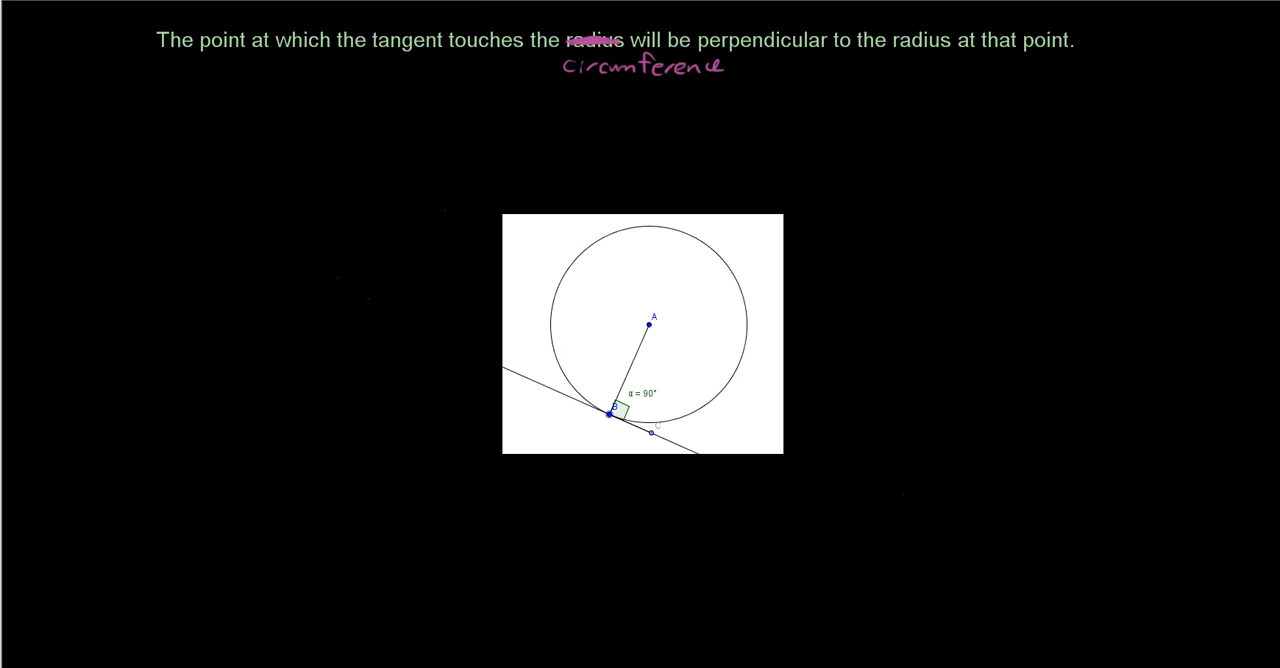 The point at which the tangent touches the radius will be perpendicular to the radius at that point.
circumference
A
α = 90°
B
C